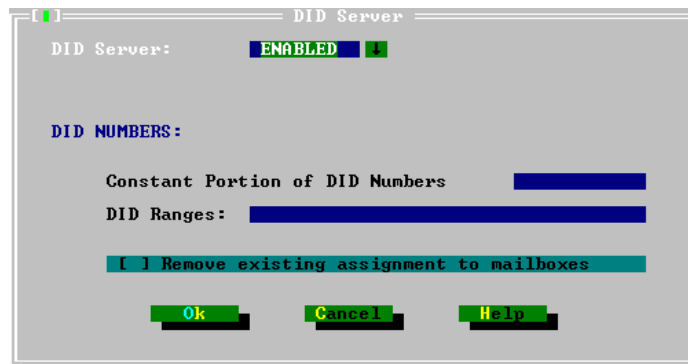 [▮] DID Server
DID Server: ENABLED ↓
DID NUMBERS:
Constant Portion of DID Numbers
DID Ranges:
[ ] Remove existing assignment to mailboxes
Ok Cancel Help